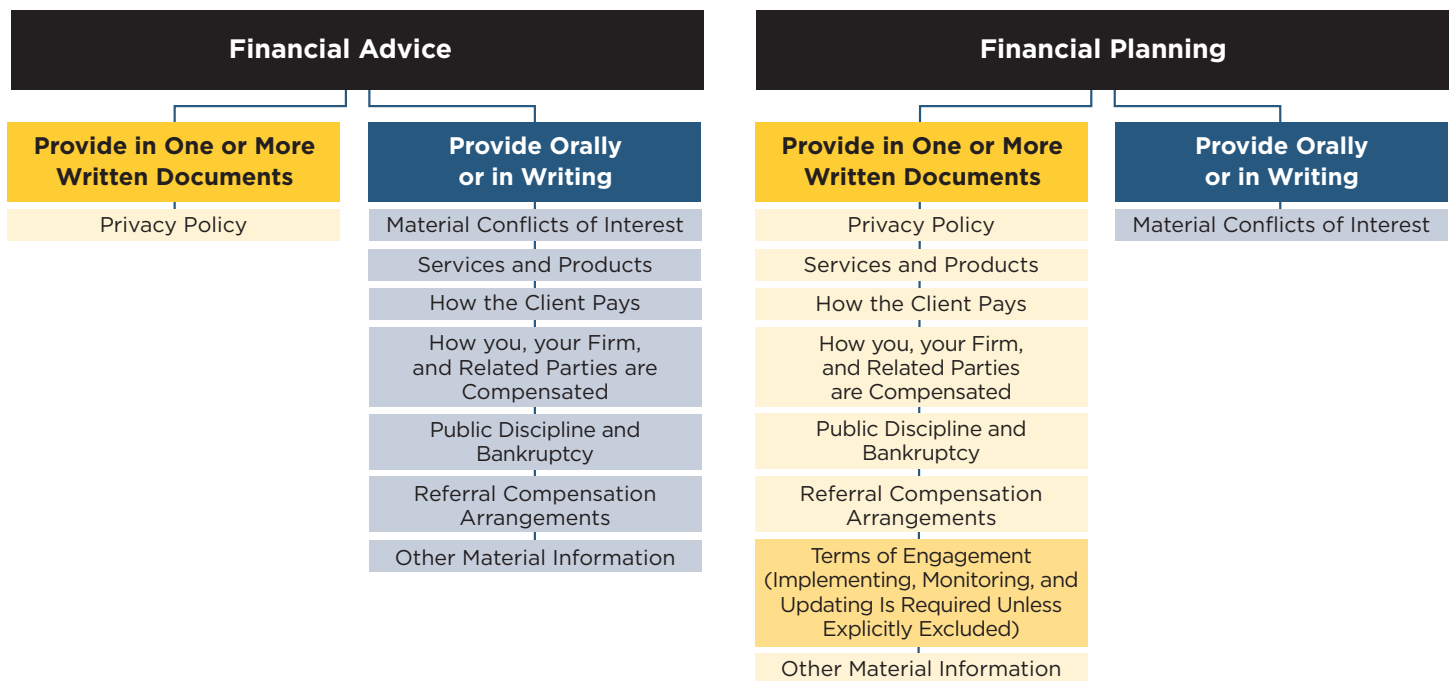 Financial Advice
Provide in One or More
Written Documents
Privacy Policy
Provide Orally
or in Writing
Material Conflicts of Interest
Services and Products
How the Client Pays
How you, your Firm,
and Related Parties are
Compensated
Public Discipline and
Bankruptcy
Referral Compensation
Arrangements
Other Material Information
Financial Planning
Provide in One or More
Written Documents
Privacy Policy
Services and Products
How the Client Pays
How you, your Firm,
and Related Parties
are Compensated
Public Discipline and
Bankruptcy
Referral Compensation
Arrangements
Terms of Engagement
(Implementing, Monitoring, and
Updating Is Required Unless
Explicitly Excluded)
Other Material Information
Provide Orally
or in Writing
Material Conflicts of Interest